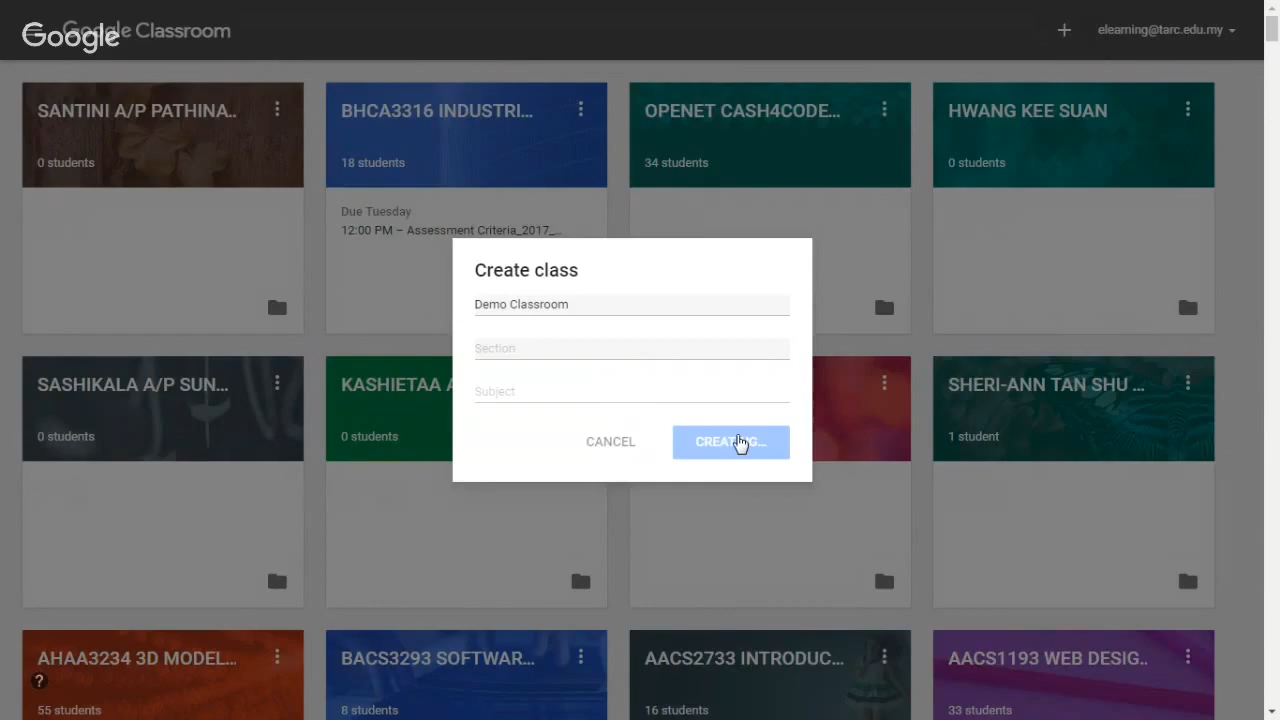 Google Classroom
Google
elearning@tarc.edu.my
SANTINI A/P PATHINA..
0 students
BHCA3316 INDUSTRI...
18 students
Due Tuesday
12:00 PM – Assessment Criteria_2017_...
OPENET CASH4CODE...
34 students
HWANG KEE SUAN
0 students
Create class
Demo Classroom
Section
Subject
CANCEL
CREATING...
SASHIKALA A/P SUN...
0 students
KASHIETAA A
0 students
SHERI-ANN TAN SHU ...
1 student
AHAA3234 3D MODEL...
?
55 students
BACS3293 SOFTWAR...
8 students
AACS2733 INTRODUC...
16 students
AACS1193 WEB DESIG..
33 students